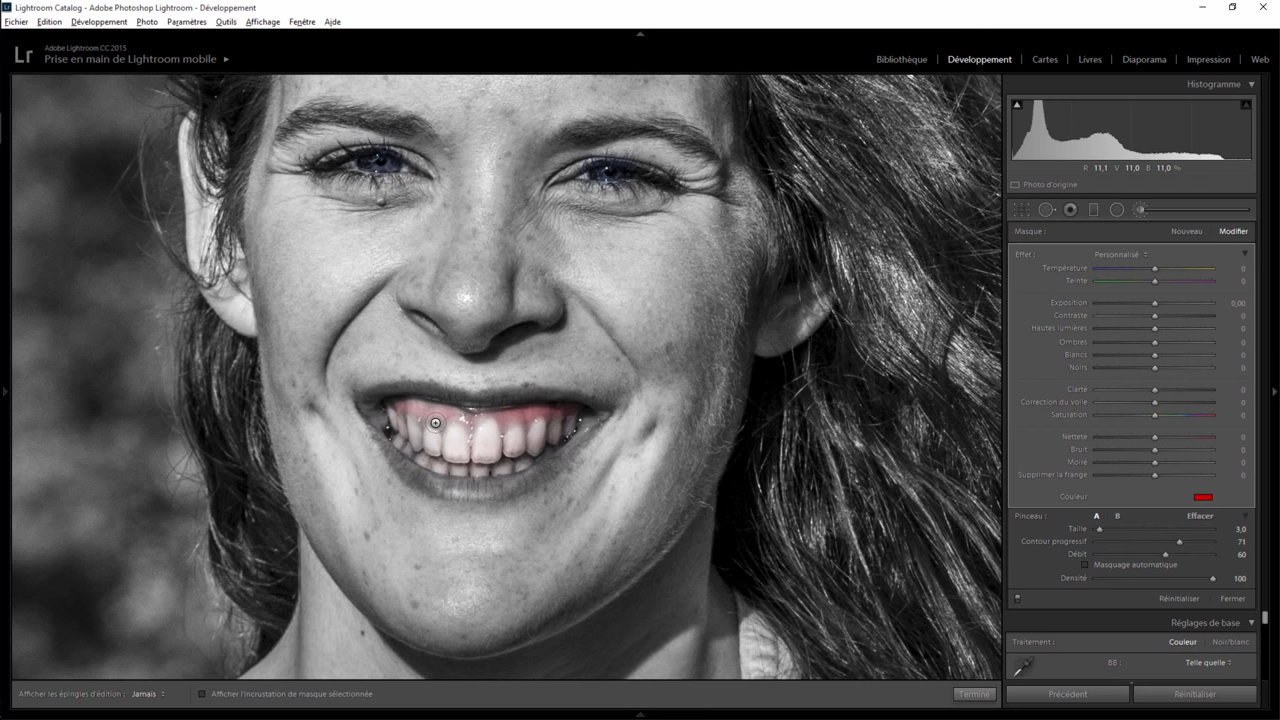 Lightroom Catalog - Adobe Photoshop Lightroom - Développement
Fichier Edition Développement Photo Paramètres Outils Affichage Fenêtre Aide
Lr
Adobe Lightroom CC 2015
Prise en main de Lightroom mobile
Bibliothèque Développement Cartes Livres Diaporama Impression Web
Histogramme
R 11,1 V 11,0 B 11,0 %
Photo d'origine
Masque : Nouveau Modifier
Effet : Personnalisé
Température 0
Teinte 0
Exposition 0,00
Contraste 0
Hautes lumières 0
Ombres 0
Blancs 0
Noirs 0
Clarté 0
Correction du voile 0
Saturation 0
Netteté 0
Bruit 0
Moiré 0
Supprimer la frange 0
Couleur
Pinceau : A B Effacer
Taille 3,0
Contour progressif 71
Débit 60
Masquage automatique
Densité 100
Réinitialiser Fermer
Réglages de base
Traitement : Couleur Noir/blanc
BB : Telle quelle
Afficher les épingles d'édition : Jamais Afficher l'incrustation de masque sélectionnée Terminé
Précédent Réinitialiser